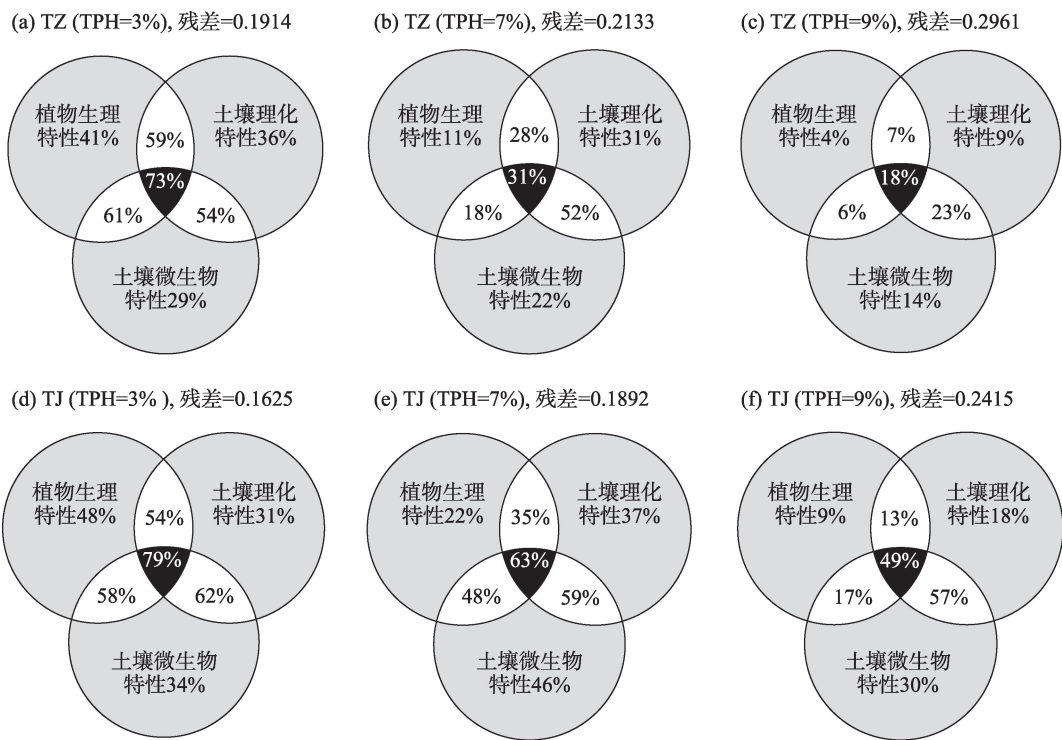 (a) TZ (TPH=3%), 残差=0.1914
植物生理
特性41%
59%
土壤理化
特性36%
73%
61%
54%
土壤微生物
特性29%
(b) TZ (TPH=7%), 残差=0.2133
植物生理
特性11%
28%
土壤理化
特性31%
31%
18%
52%
土壤微生物
特性22%
(c) TZ (TPH=9%), 残差=0.2961
植物生理
特性4%
7%
土壤理化
特性9%
18%
6%
23%
土壤微生物
特性14%
(d) TJ (TPH=3% ), 残差=0.1625
植物生理
特性48%
54%
土壤理化
特性31%
79%
58%
62%
土壤微生物
特性34%
(e) TJ (TPH=7%), 残差=0.1892
植物生理
特性22%
35%
土壤理化
特性37%
63%
48%
59%
土壤微生物
特性46%
(f) TJ (TPH=9%), 残差=0.2415
植物生理
特性9%
13%
土壤理化
特性18%
49%
17%
57%
土壤微生物
特性30%